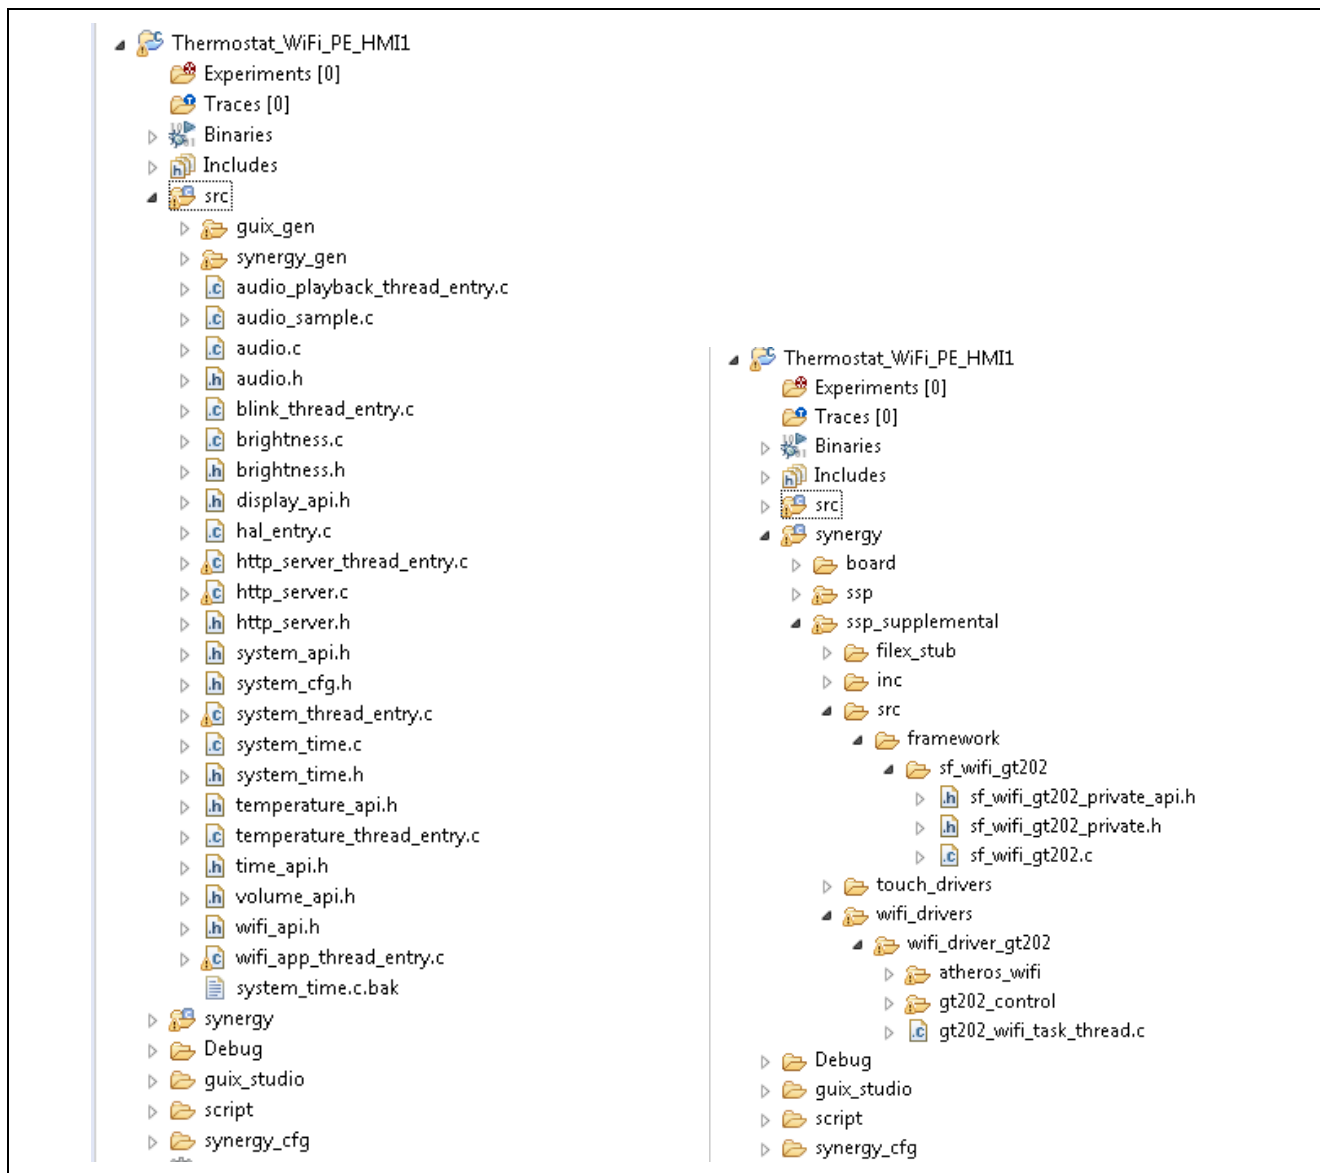 Thermostat_WiFi_PE_HMI1
Experiments [0]
Traces [0]
Binaries
Includes
src
guix_gen
synergy_gen
audio_playback_thread_entry.c
audio_sample.c
audio.c
audio.h
blink_thread_entry.c
brightness.c
brightness.h
display_api.h
hal_entry.c
http_server_thread_entry.c
http_server.c
http_server.h
system_api.h
system_cfg.h
system_thread_entry.c
system_time.c
system_time.h
temperature_api.h
temperature_thread_entry.c
time_api.h
volume_api.h
wifi_api.h
wifi_app_thread_entry.c
system_time.c.bak
synergy
Debug
guix_studio
script
synergy_cfg
Thermostat_WiFi_PE_HMI1
Experiments [0]
Traces [0]
Binaries
Includes
src
synergy
board
ssp
ssp_supplemental
filex_stub
inc
src
framework
sf_wifi_gt202
sf_wifi_gt202_private_api.h
sf_wifi_gt202_private.h
sf_wifi_gt202.c
touch_drivers
wifi_drivers
wifi_driver_gt202
atheros_wifi
gt202_control
gt202_wifi_task_thread.c
Debug
guix_studio
script
synergy_cfg